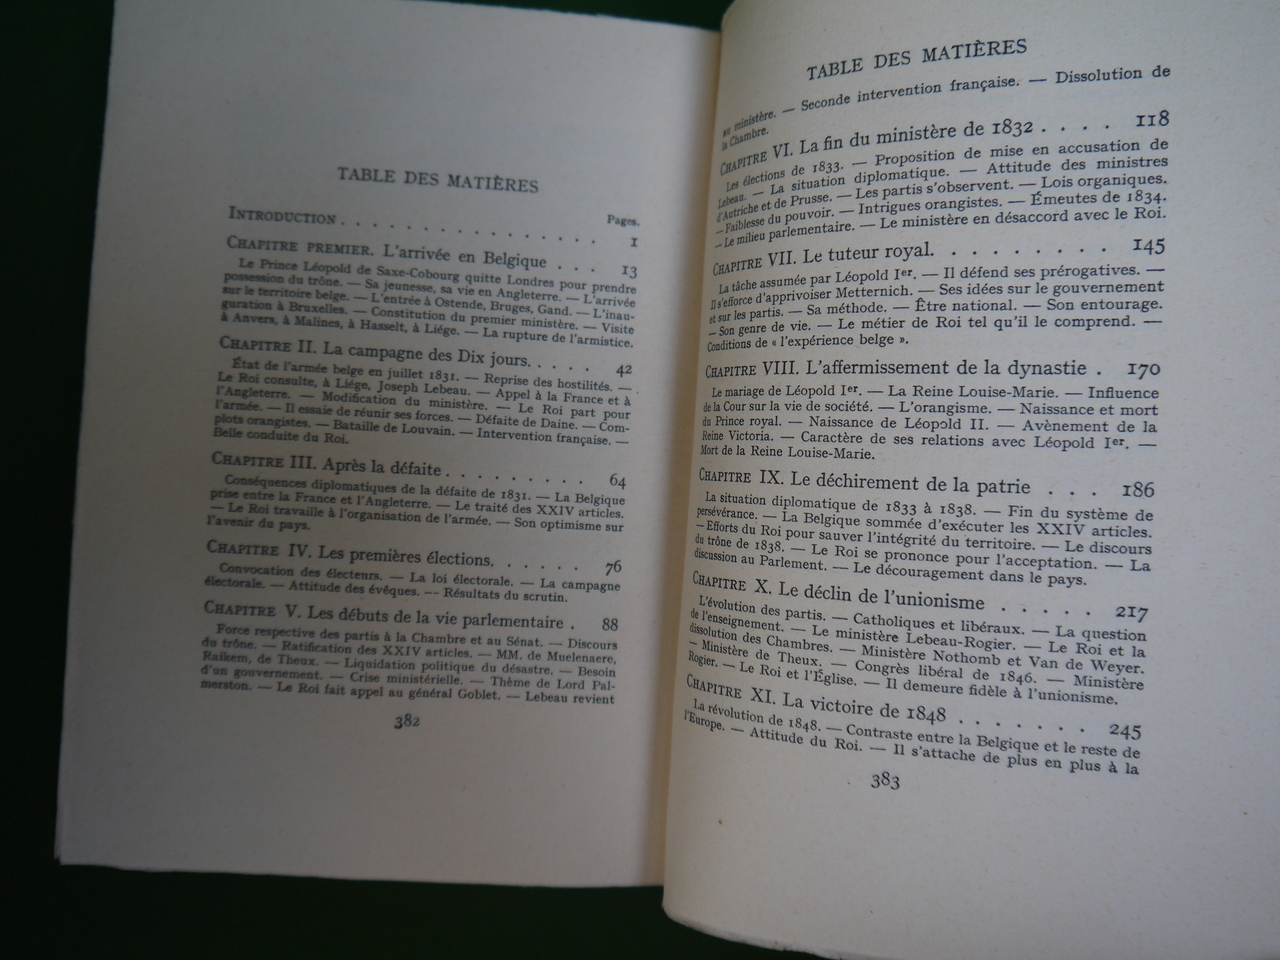 TABLE DES MATIÈRES
Pages.
INTRODUCTION . . . . . . . . . . . . . . . . 1
CHAPITRE PREMIER. L'arrivée en Belgique . . . 13
Le Prince Léopold de Saxe-Cobourg quitte Londres pour prendre
possession du trône. — Sa jeunesse, sa vie en Angleterre. — L'arrivée
sur le territoire belge. — L'entrée à Ostende, Bruges, Gand. — L'inau-
guration à Bruxelles. — Constitution du premier ministère. — Visite
à Anvers, à Malines, à Hasselt, à Liége. — La rupture de l'armistice.
CHAPITRE II. La campagne des Dix jours. . . . . 42
État de l'armée belge en juillet 1831. — Reprise des hostilités. —
Le Roi consulte, à Liége, Joseph Lebeau. — Appel à la France et à
l'Angleterre. — Modification du ministère. — Le Roi part pour
l'armée. — Il essaie de réunir ses forces. — Défaite de Daine. — Com-
plots orangistes. — Bataille de Louvain. — Intervention française. —
Belle conduite du Roi.
CHAPITRE III. Après la défaite . . . . . . . . . 64
Conséquences diplomatiques de la défaite de 1831. — La Belgique
prise entre la France et l'Angleterre. — Le traité des XXIV articles.
— Le Roi travaille à l'organisation de l'armée. — Son optimisme sur
l'avenir du pays.
CHAPITRE IV. Les premières élections. . . . . . 76
Convocation des électeurs. — La loi électorale. — La campagne
électorale. — Attitude des évêques. — Résultats du scrutin.
CHAPITRE V. Les débuts de la vie parlementaire . 88
Force respective des partis à la Chambre et au Sénat. — Discours
du trône. — Ratification des XXIV articles. — MM. de Muelenaere,
Raikem, de Theux. — Liquidation politique du désastre. — Besoin
d'un gouvernement. — Crise ministérielle. — Thème de Lord Pal-
merston. — Le Roi fait appel au général Goblet. — Lebeau revient
382
TABLE DES MATIÈRES
au ministère. — Seconde intervention française. — Dissolution de
la Chambre.
CHAPITRE VI. La fin du ministère de 1832 . . . . 118
Les élections de 1833. — Proposition de mise en accusation de
Lebeau. — La situation diplomatique. — Attitude des ministres
d'Autriche et de Prusse. — Les partis s'observent. — Lois organiques.
— Faiblesse du pouvoir. — Intrigues orangistes. — Émeutes de 1834.
— Le milieu parlementaire. — Le ministère en désaccord avec le Roi.
CHAPITRE VII. Le tuteur royal. . . . . . . . . 145
La tâche assumée par Léopold Ier. — Il défend ses prérogatives. —
Il s'efforce d'apprivoiser Metternich. — Ses idées sur le gouvernement
et sur les partis. — Sa méthode. — Être national. — Son entourage.
— Son genre de vie. — Le métier de Roi tel qu'il le comprend. —
Conditions de « l'expérience belge ».
CHAPITRE VIII. L'affermissement de la dynastie . 170
Le mariage de Léopold Ier. — La Reine Louise-Marie. — Influence
de la Cour sur la vie de société. — L'orangisme. — Naissance et mort
du Prince royal. — Naissance de Léopold II. — Avènement de la
Reine Victoria. — Caractère de ses relations avec Léopold Ier. —
Mort de la Reine Louise-Marie.
CHAPITRE IX. Le déchirement de la patrie . . . 186
La situation diplomatique de 1833 à 1838. — Fin du système de
persévérance. — La Belgique sommée d'exécuter les XXIV articles.
— Efforts du Roi pour sauver l'intégrité du territoire. — Le discours
du trône de 1838. — Le Roi se prononce pour l'acceptation. — La
discussion au Parlement. — Le découragement dans le pays.
CHAPITRE X. Le déclin de l'unionisme . . . . . 217
L'évolution des partis. — Catholiques et libéraux. — La question
de l'enseignement. — Le ministère Lebeau-Rogier. — Le Roi et la
dissolution des Chambres. — Ministère Nothomb et Van de Weyer.
— Ministère de Theux. — Congrès libéral de 1846. — Ministère
Rogier. — Le Roi et l'Église. — Il demeure fidèle à l'unionisme.
CHAPITRE XI. La victoire de 1848 . . . . . . . 245
La révolution de 1848. — Contraste entre la Belgique et le reste de
l'Europe. — Attitude du Roi. — Il s'attache de plus en plus à la
383